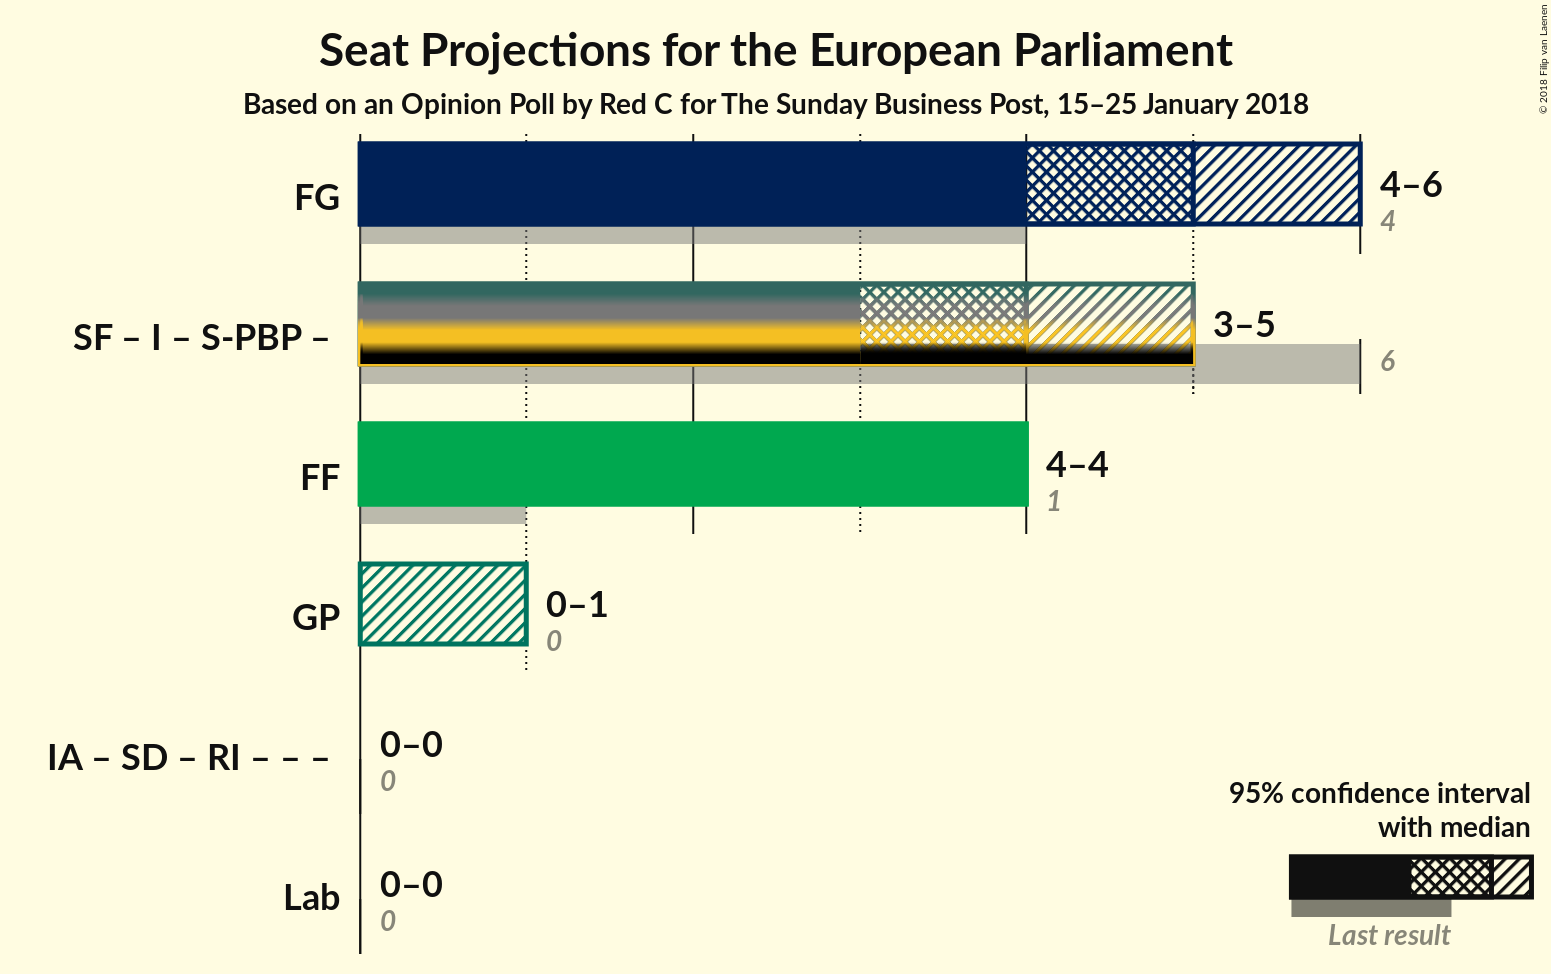 Seat Projections for the European Parliament
Based on an Opinion Poll by Red C for The Sunday Business Post, 15–25 January 2018
© 2018 Filip van Laenen
FG
4–6
4
SF – I – S-PBP –
3–5
6
FF
4–4
1
GP
0–1
0
IA – SD – RI – – –
0–0
0
Lab
0–0
0
95% confidence interval
with median
Last result